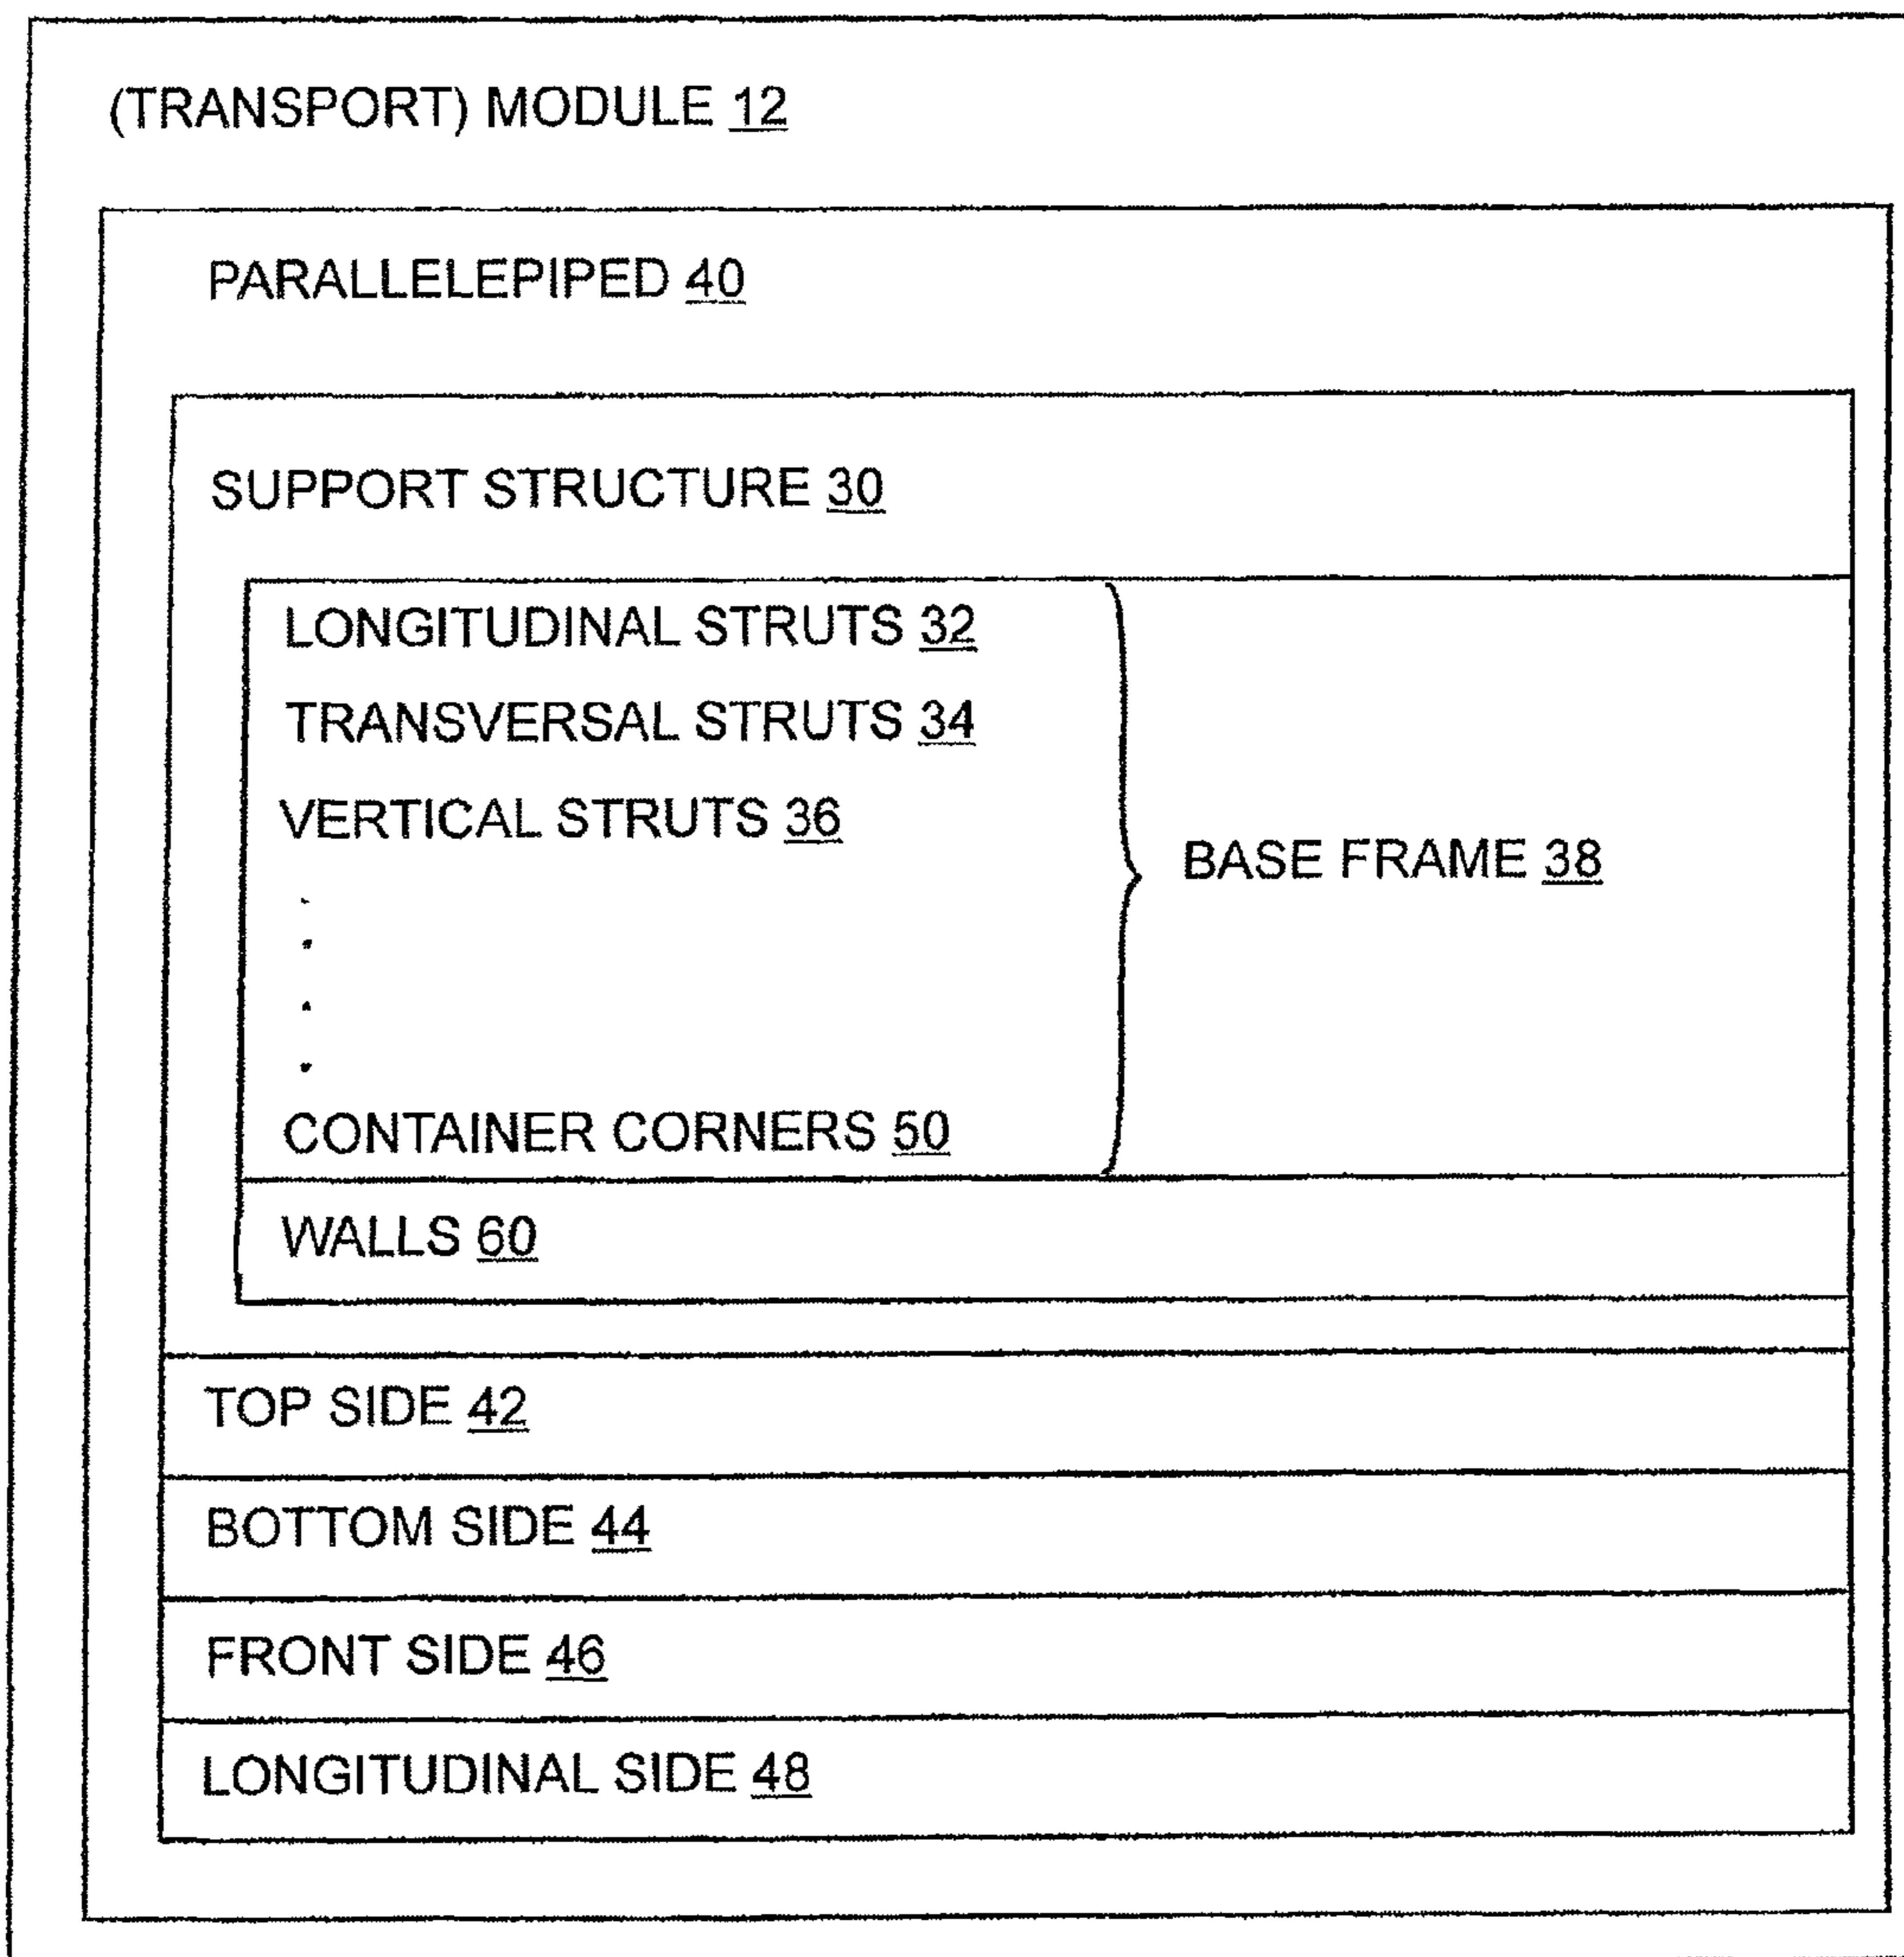 (TRANSPORT) MODULE 12
PARALLELEPIPED 40
SUPPORT STRUCTURE 30
LONGITUDINAL STRUTS 32
TRANSVERSAL STRUTS 34
VERTICAL STRUTS 36
BASE FRAME 38
CONTAINER CORNERS 50
WALLS 60
TOP SIDE 42
BOTTOM SIDE 44
FRONT SIDE 46
LONGITUDINAL SIDE 48